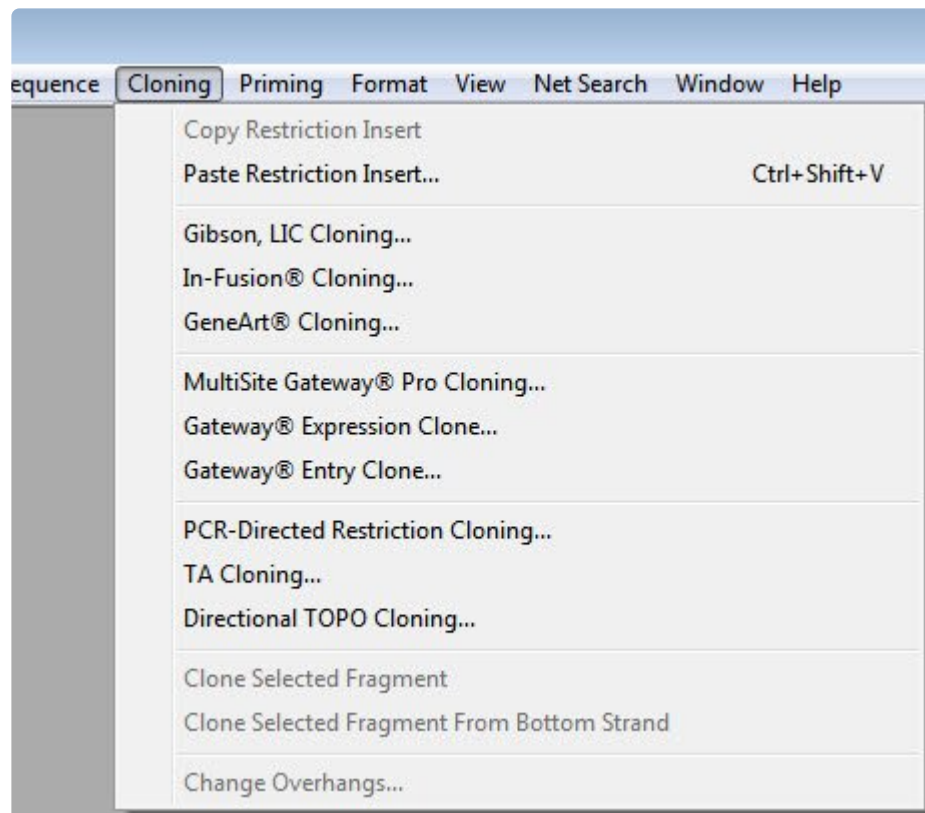 equence Cloning Priming Format View Net Search Window Help
Copy Restriction Insert
Paste Restriction Insert... Ctrl+Shift+V
Gibson, LIC Cloning...
In-Fusion® Cloning...
GeneArt® Cloning...
MultiSite Gateway® Pro Cloning...
Gateway® Expression Clone...
Gateway® Entry Clone...
PCR-Directed Restriction Cloning...
TA Cloning...
Directional TOPO Cloning...
Clone Selected Fragment
Clone Selected Fragment From Bottom Strand
Change Overhangs...